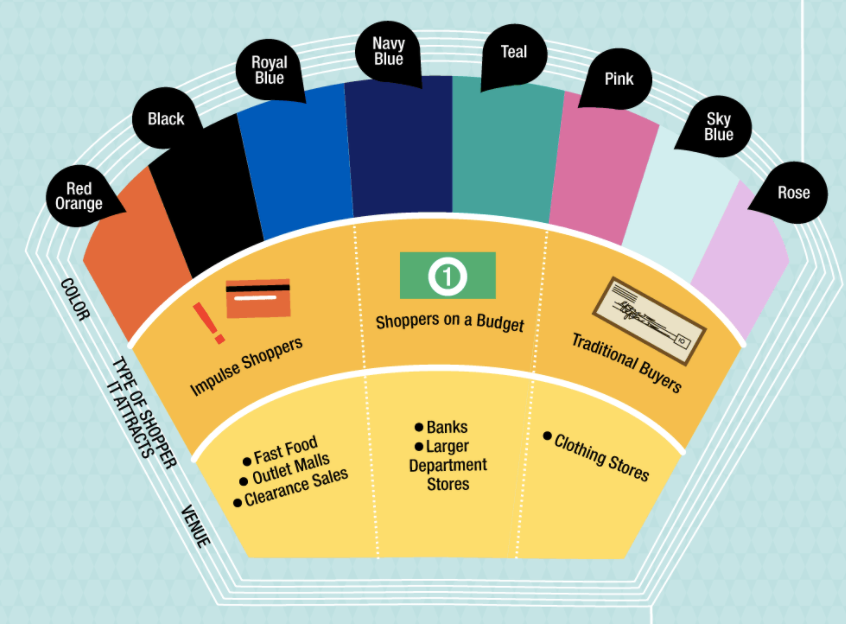 Red
Orange
Black
Royal
Blue
Navy
Blue
Teal
Pink
Sky
Blue
Rose
COLOR
TYPE OF SHOPPER
IT ATTRACTS
VENUE
!
Impulse Shoppers
1
Shoppers on a Budget
Traditional Buyers
● Fast Food
● Outlet Malls
● Clearance Sales
● Banks
● Larger
Department
Stores
● Clothing Stores